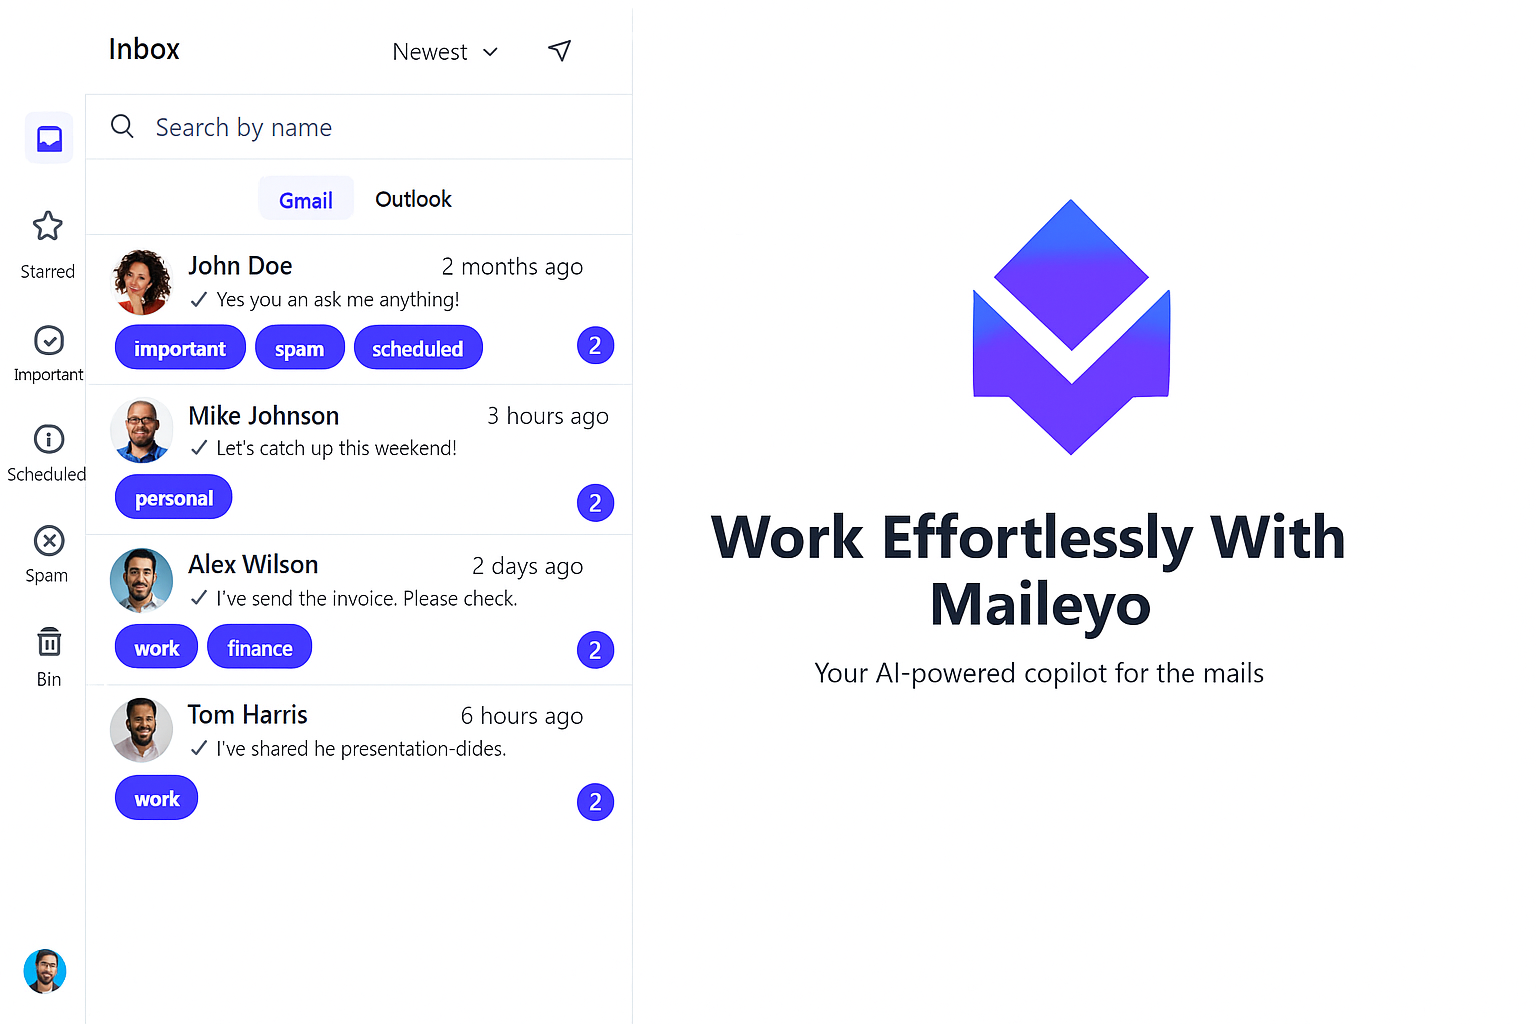 Inbox
Newest
Search by name
Gmail Outlook
Starred
Important
Scheduled
Spam
Bin
John Doe 2 months ago
✓ Yes you an ask me anything!
important spam scheduled 2
Mike Johnson 3 hours ago
✓ Let's catch up this weekend!
personal 2
Alex Wilson 2 days ago
✓ I've send the invoice. Please check.
work finance 2
Tom Harris 6 hours ago
✓ I've shared he presentation-dides.
work 2
Work Effortlessly With
Maileyo
Your AI-powered copilot for the mails